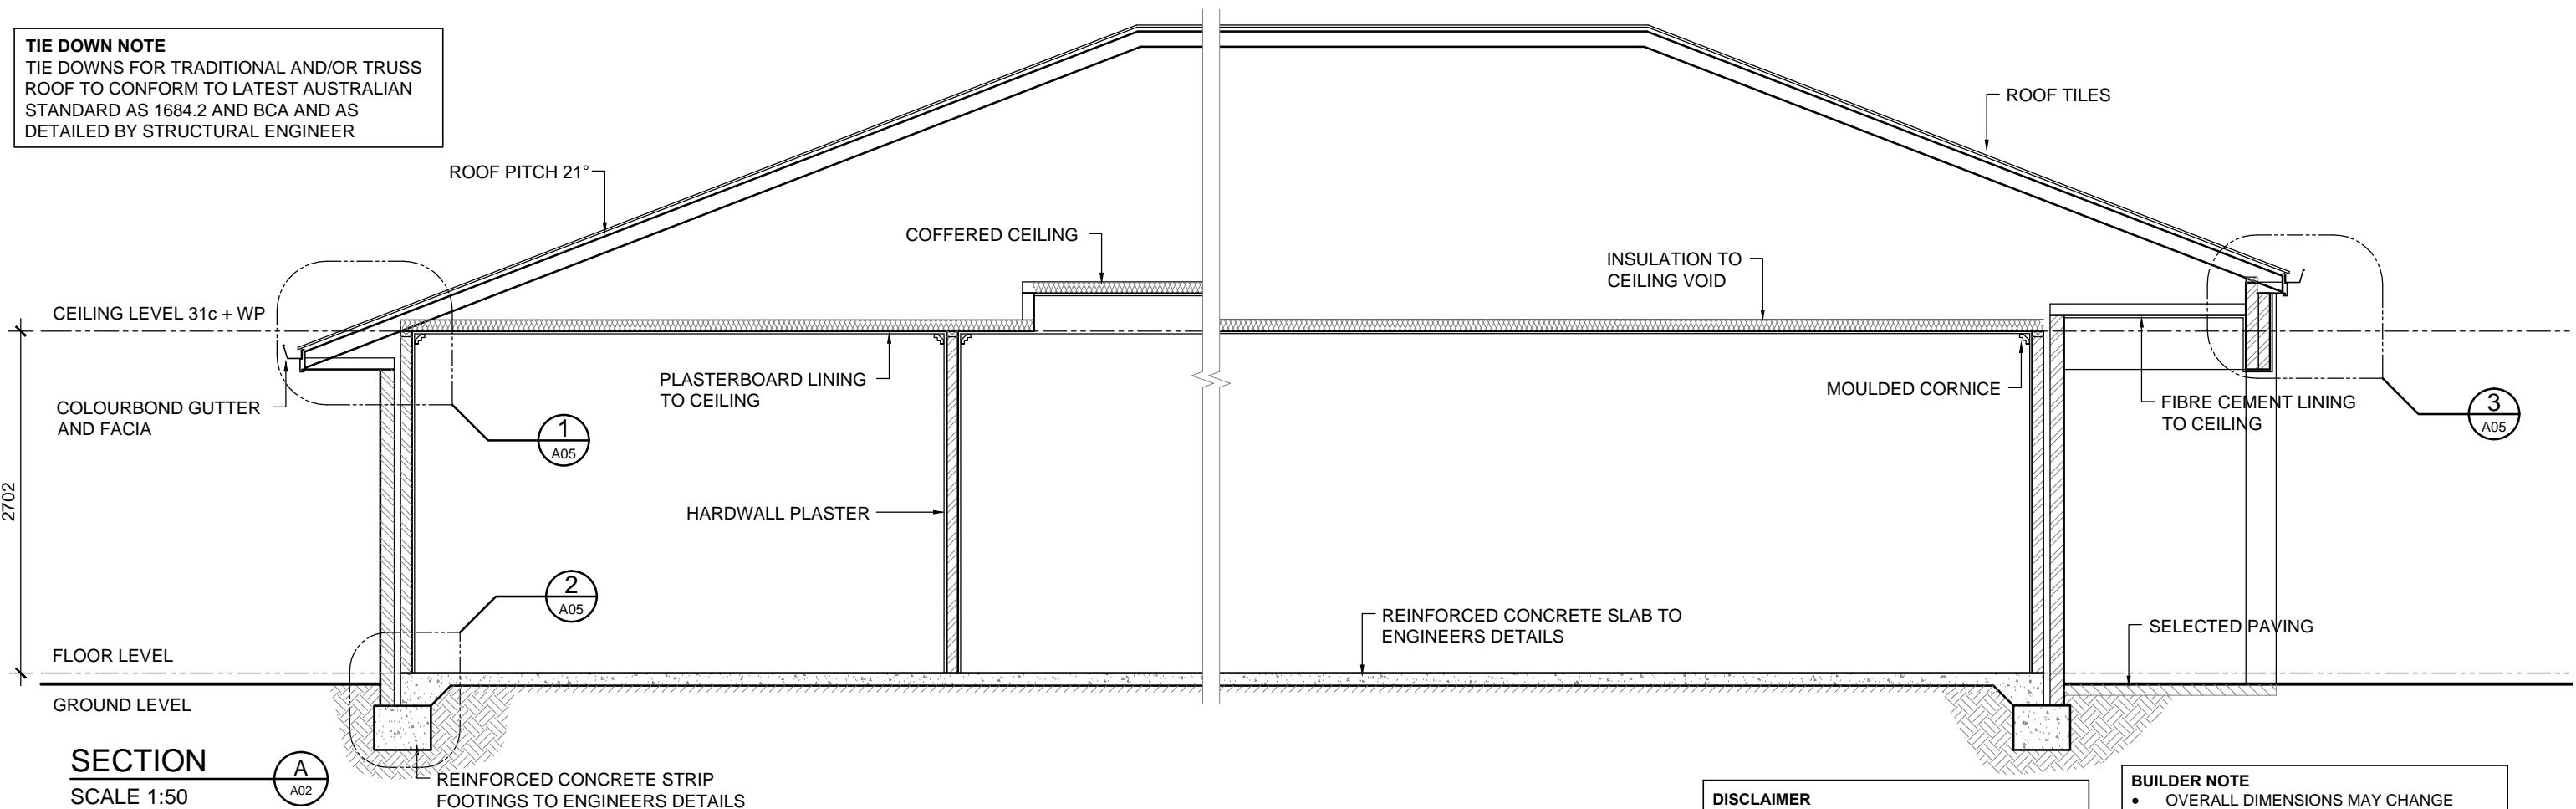 TIE DOWN NOTE
TIE DOWNS FOR TRADITIONAL AND/OR TRUSS
ROOF TO CONFORM TO LATEST AUSTRALIAN
STANDARD AS 1684.2 AND BCA AND AS
DETAILED BY STRUCTURAL ENGINEER
ROOF TILES
ROOF PITCH 21°
COFFERED CEILING
INSULATION TO
CEILING VOID
CEILING LEVEL 31c + WP
PLASTERBOARD LINING
TO CEILING
MOULDED CORNICE
COLOURBOND GUTTER
AND FACIA
FIBRE CEMENT LINING
TO CEILING
1
A05
3
A05
2702
HARDWALL PLASTER
2
A05
REINFORCED CONCRETE SLAB TO
ENGINEERS DETAILS
SELECTED PAVING
FLOOR LEVEL
GROUND LEVEL
SECTION
SCALE 1:50
A
A02
REINFORCED CONCRETE STRIP
FOOTINGS TO ENGINEERS DETAILS
DISCLAIMER
BUILDER NOTE
• OVERALL DIMENSIONS MAY CHANGE